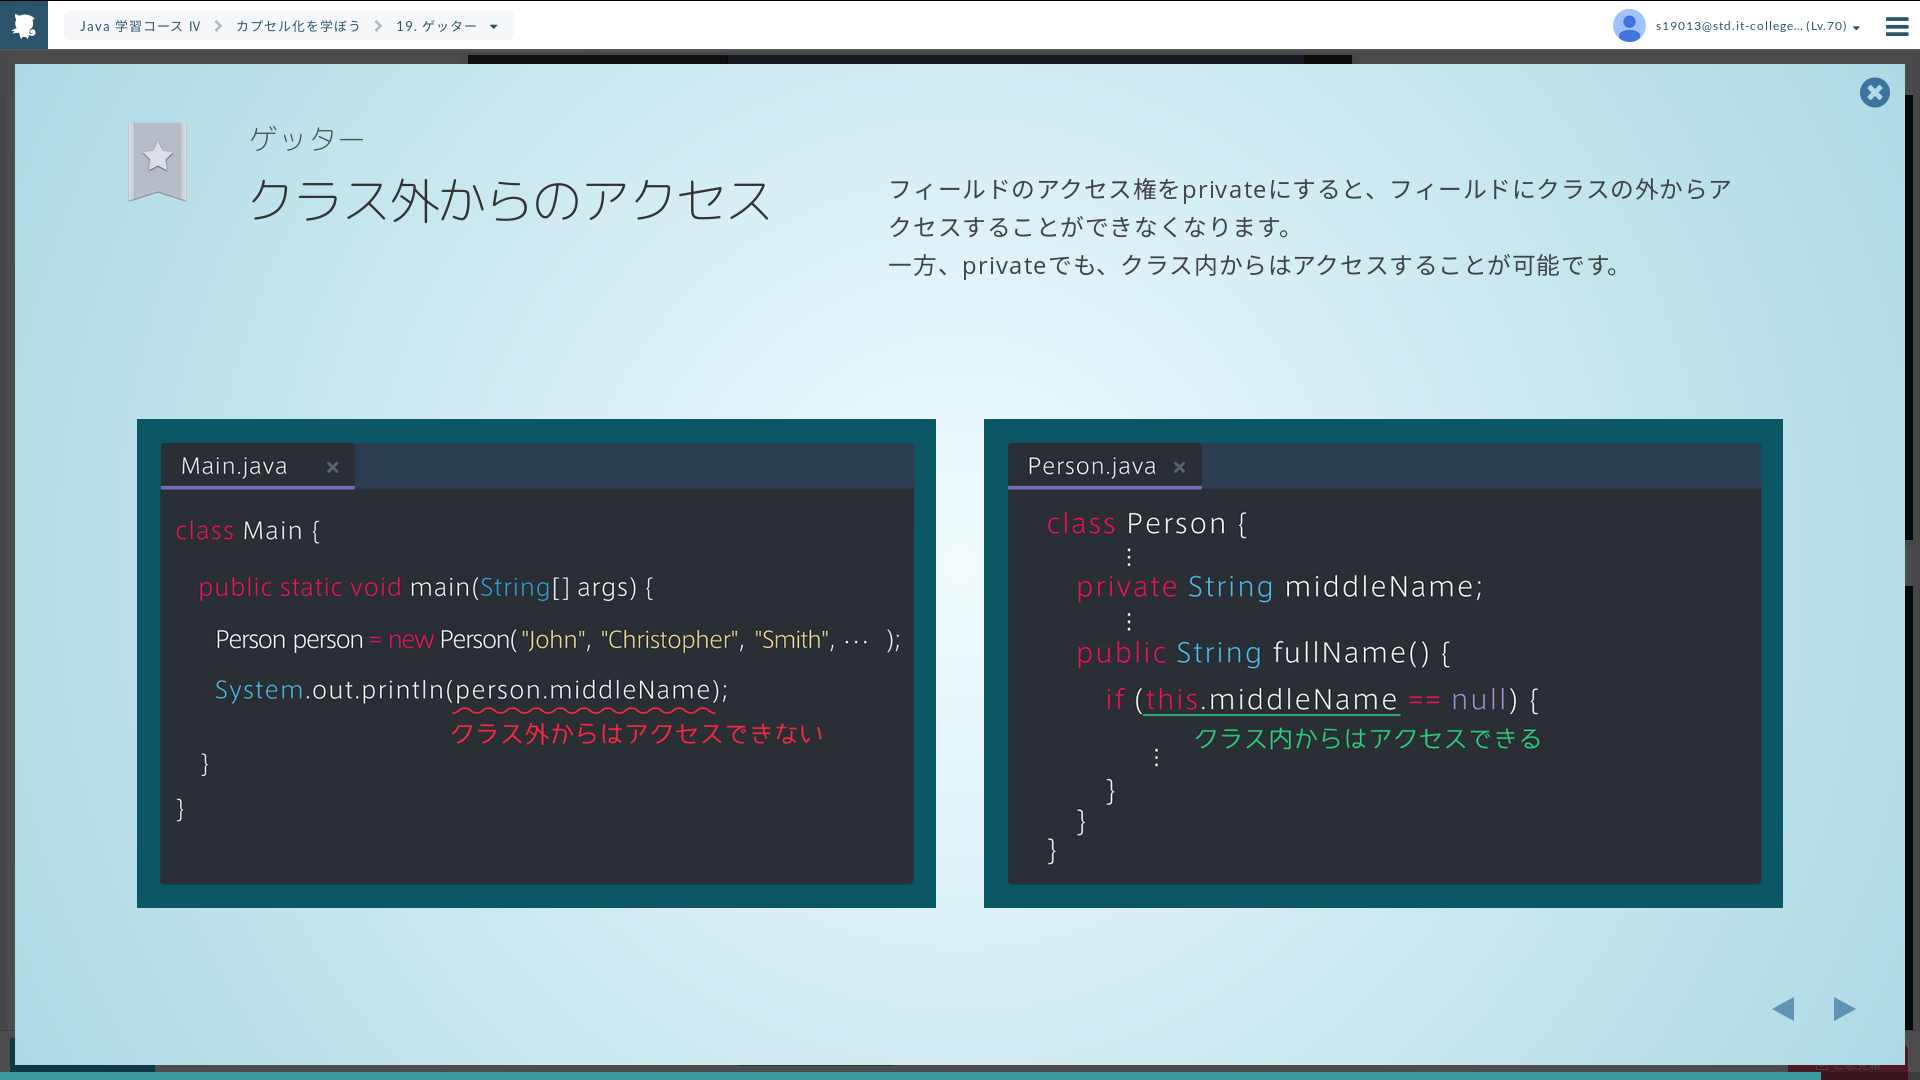 Java 学習コース Ⅳ
カプセル化を学ぼう
19. ゲッター
s19013@std.it-college... (Lv.70)
ゲッター
クラス外からのアクセス
フィールドのアクセス権をprivateにすると、フィールドにクラスの外からア
クセスすることができなくなります。
一方、privateでも、クラス内からはアクセスすることが可能です。
Main.java
class Main {
public static void main(String[] args) {
Person person = new Person( "John", "Christopher", "Smith", … );
System.out.println(person.middleName);
クラス外からはアクセスできない
}
}
Person.java
class Person {
⋮
private String middleName;
⋮
public String fullName() {
if (this.middleName == null) {
クラス内からはアクセスできる
⋮
}
}
}